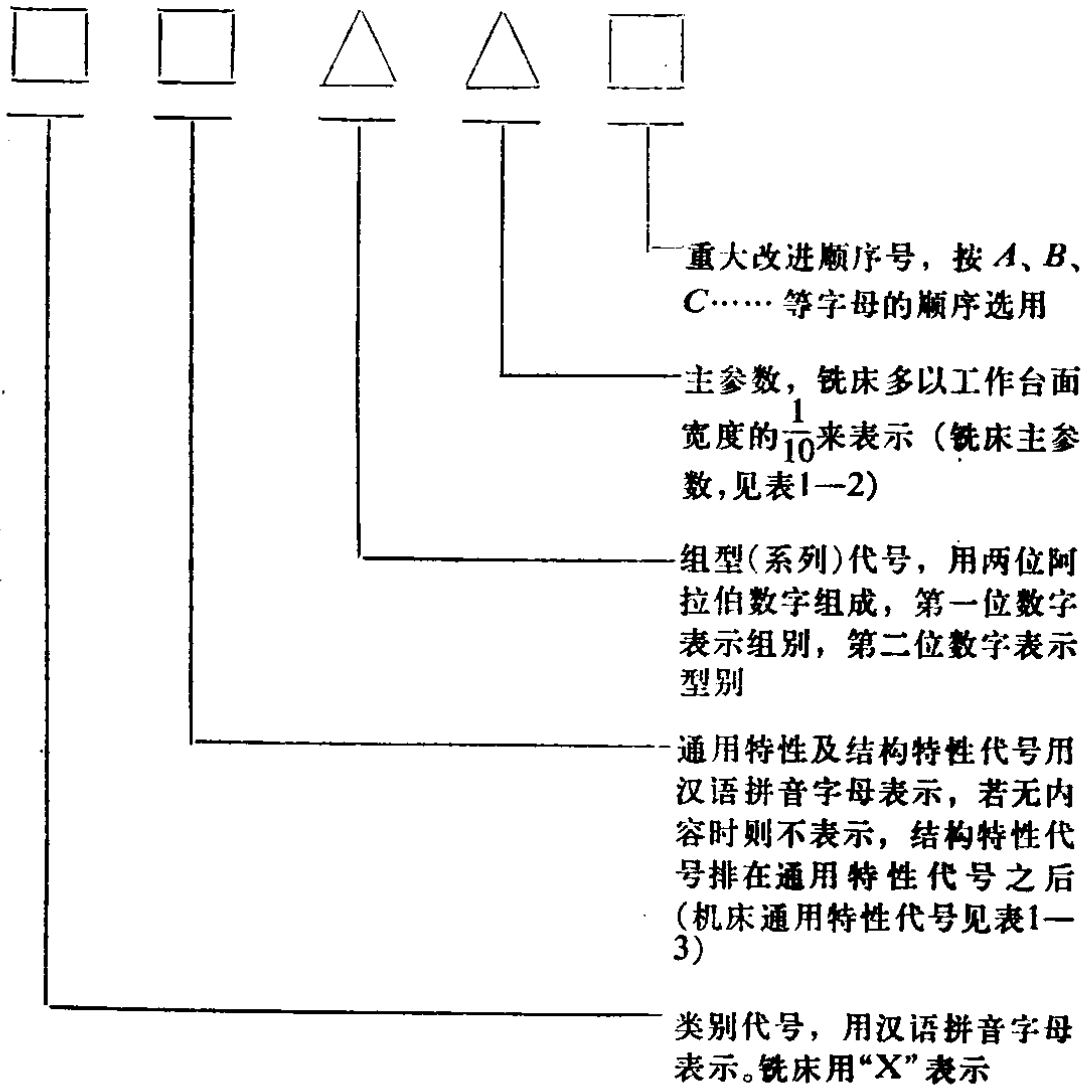 重大改进顺序号，按 A、B、
C…… 等字母的顺序选用
主参数，铣床多以工作台面
宽度的1/10来表示（铣床主参
数，见表1—2）
组型(系列)代号，用两位阿
拉伯数字组成，第一位数字
表示组别，第二位数字表示
型别
通用特性及结构特性代号用
汉语拼音字母表示，若无内
容时则不表示，结构特性代
号排在通用特性代号之后
(机床通用特性代号见表1—
3)
类别代号，用汉语拼音字母
表示。铣床用“X”表示